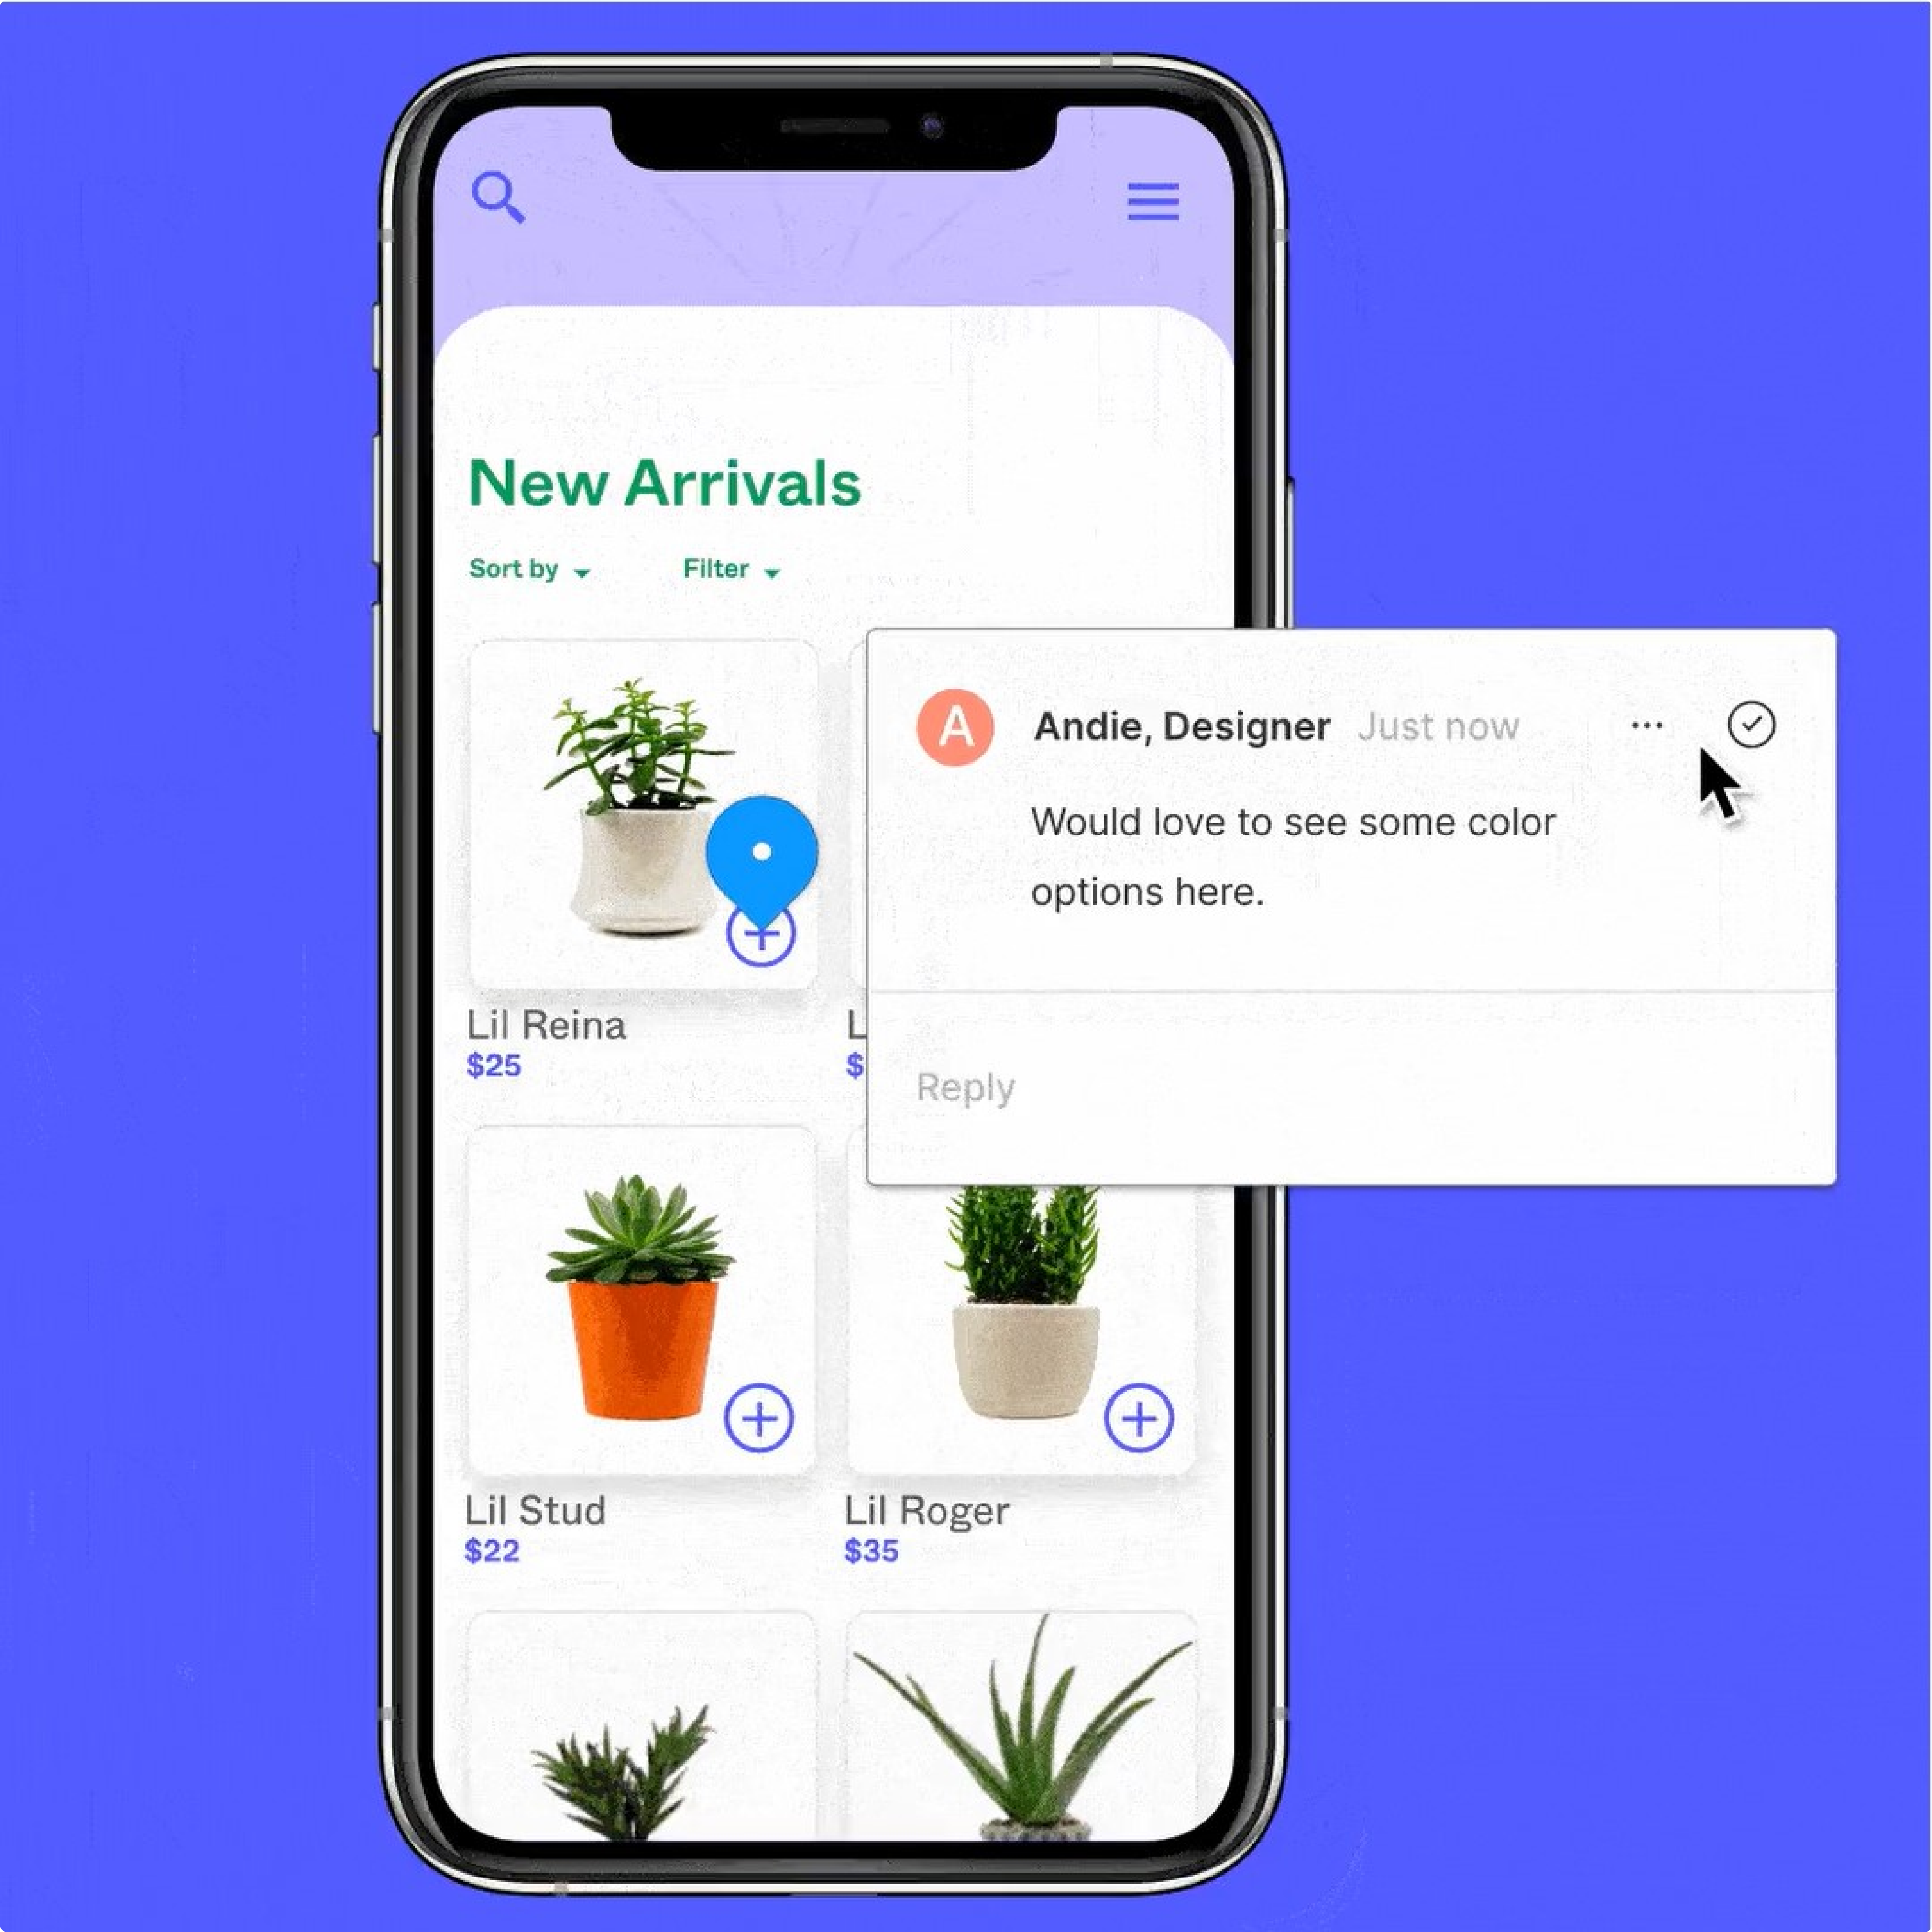 New Arrivals
Sort by
Filter
A
Andie, Designer Just now
Would love to see some color
options here.
Reply
Lil Reina
$25
L
$
Lil Stud
$22
Lil Roger
$35